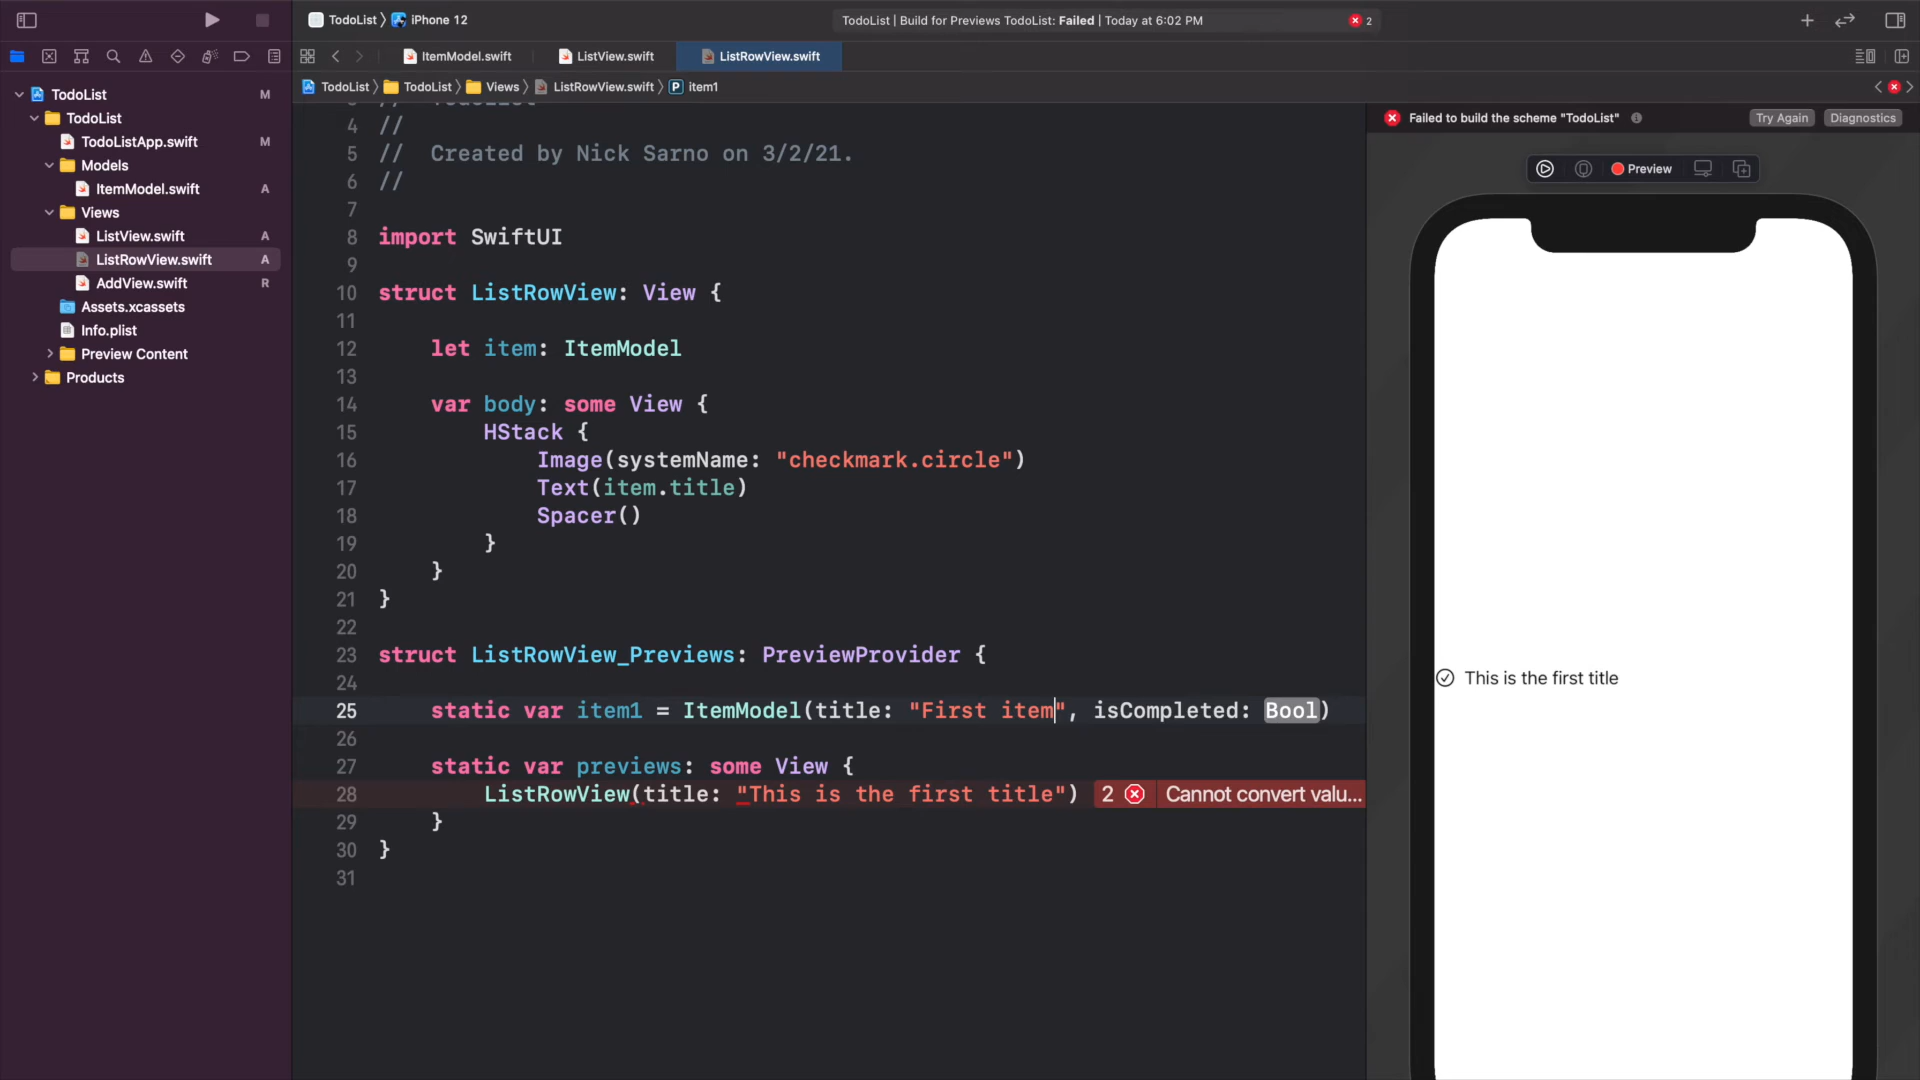 TodoList
iPhone 12
TodoList | Build for Previews TodoList: Failed | Today at 6:02 PM
2
ItemModel.swift
ListView.swift
ListRowView.swift
TodoList
TodoList
Views
ListRowView.swift
P
item1
TodoList M
TodoList
TodoListApp.swift M
Models
ItemModel.swift A
Views
ListView.swift A
ListRowView.swift A
AddView.swift R
Assets.xcassets
Info.plist
Preview Content
Products
4 //
5 //  Created by Nick Sarno on 3/2/21.
6 //
7
8 import SwiftUI
9
10 struct ListRowView: View {
11
12     let item: ItemModel
13
14     var body: some View {
15         HStack {
16             Image(systemName: "checkmark.circle")
17             Text(item.title)
18             Spacer()
19         }
20     }
21 }
22
23 struct ListRowView_Previews: PreviewProvider {
24
25     static var item1 = ItemModel(title: "First item", isCompleted: Bool)
26
27     static var previews: some View {
28         ListRowView(title: "This is the first title") 2 Cannot convert valu...
29     }
30 }
31
Failed to build the scheme "TodoList"
Try Again
Diagnostics
Preview
This is the first title